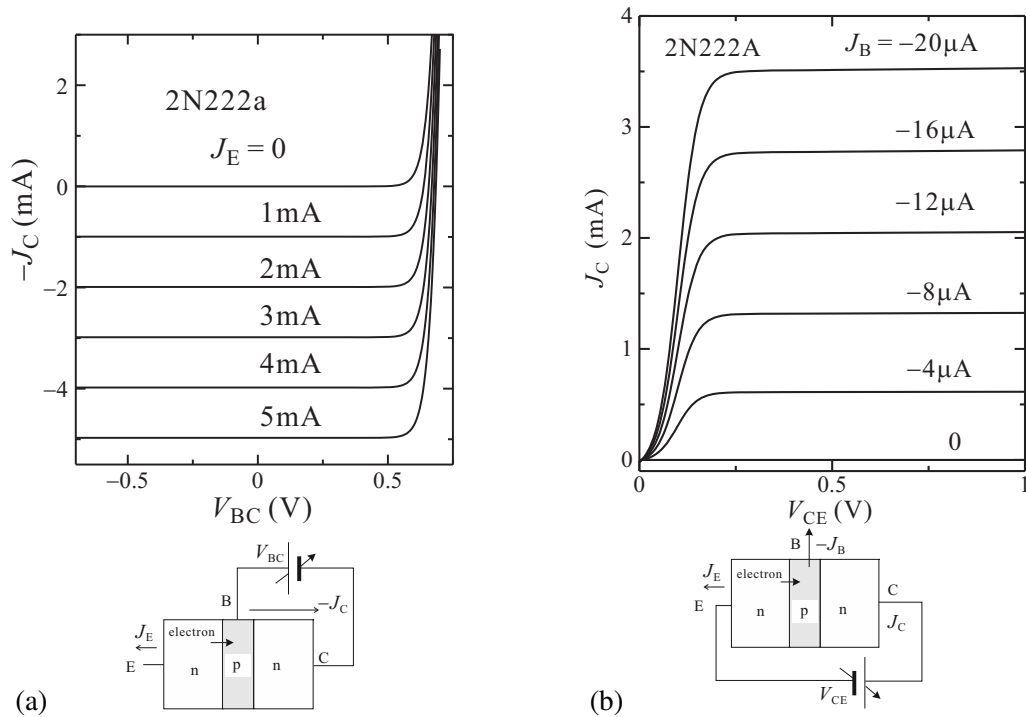 2
0
−2
−4
−J_C (mA)
2N222a
J_E = 0
1mA
2mA
3mA
4mA
5mA
−0.5
0
0.5
V_BC (V)
V_BC
B
−J_C
J_E
electron
E
n
p
n
C
(a)
4
3
2
1
0
J_C (mA)
2N222A
J_B = −20µA
−16µA
−12µA
−8µA
−4µA
0
0
0.5
1
V_CE (V)
B
−J_B
J_E
electron
E
n
p
n
C
J_C
V_CE
(b)